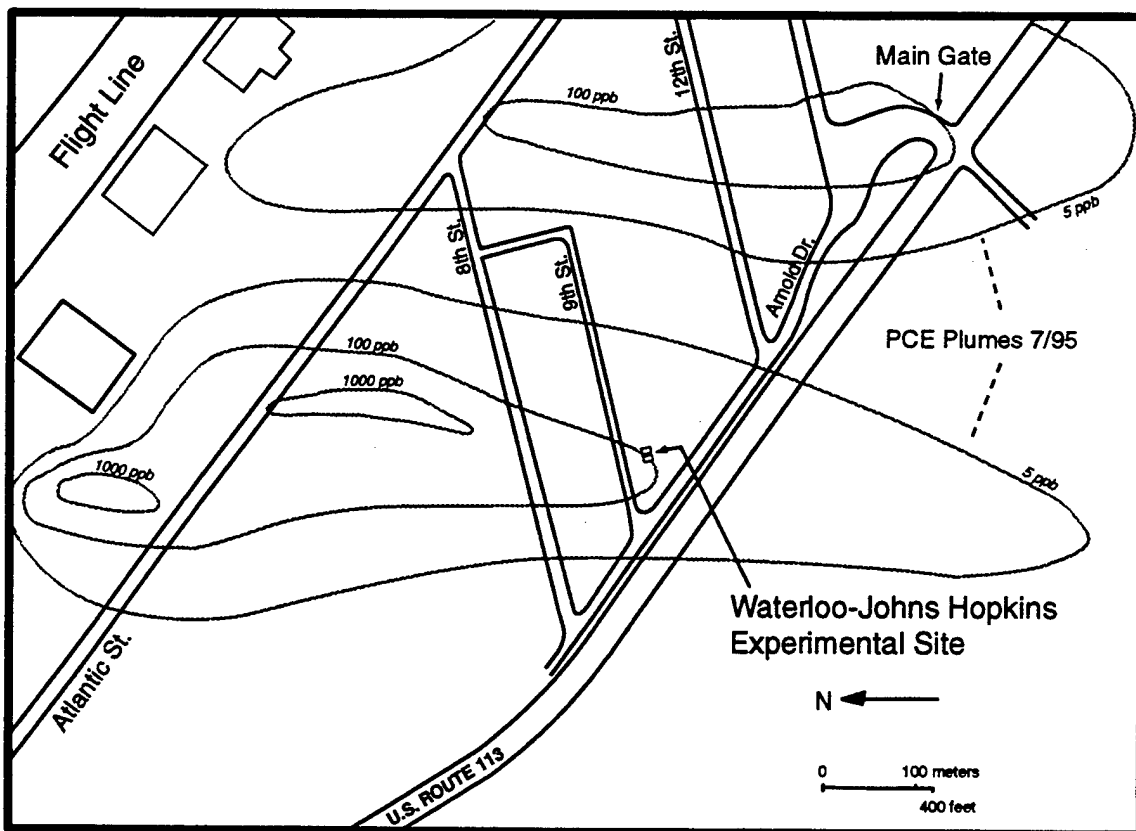 Flight Line
100 ppb
12th St.
Main Gate
5 ppb
8th St.
9th St.
Arnold Dr.
PCE Plumes 7/95
100 ppb
1000 ppb
1000 ppb
5 ppb
Waterloo-Johns Hopkins
Experimental Site
Atlantic St.
N
U.S. ROUTE 113
0 100 meters
400 feet